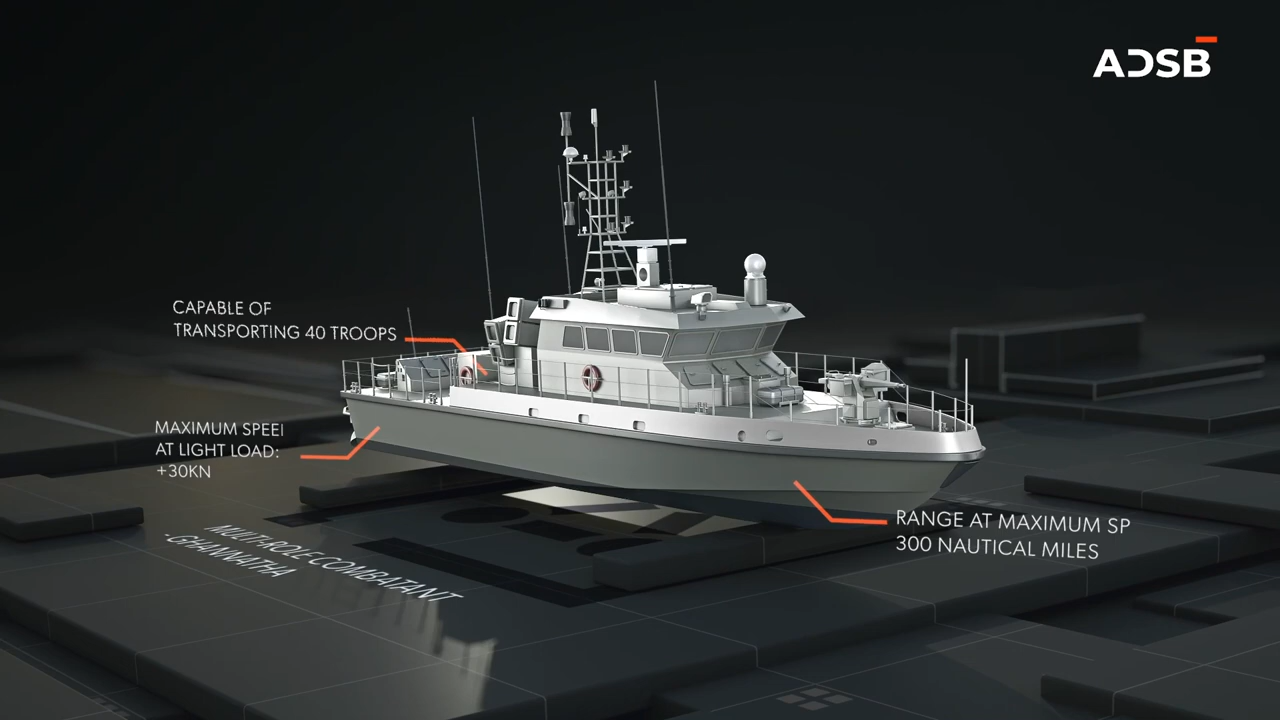 ADSB
CAPABLE OF
TRANSPORTING 40 TROOPS
MAXIMUM SPEEI
AT LIGHT LOAD:
+30KN
RANGE AT MAXIMUM SP
300 NAUTICAL MILES
MULTI-ROLE COMBATANT
-GHANNATHA